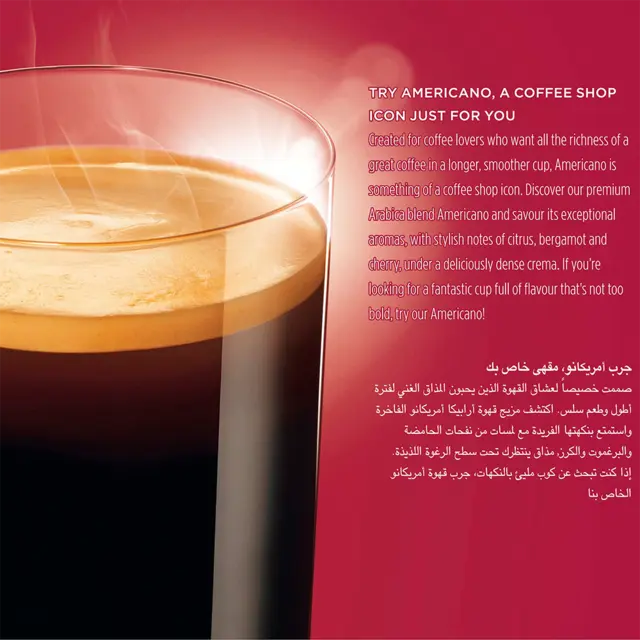 TRY AMERICANO, A COFFEE SHOP
ICON JUST FOR YOU
Created for coffee lovers who want all the richness of a
great coffee in a longer, smoother cup, Americano is
something of a coffee shop icon. Discover our premium
Arabica blend Americano and savour its exceptional
aromas, with stylish notes of citrus, bergamot and
cherry, under a deliciously dense crema. If you're
looking for a fantastic cup full of flavour that's not too
bold, try our Americano!
جرب أمريكانو، مقهى خاص بك
صممت خصيصاً لعشاق القهوة الذين يحبون المذاق الغني لفترة
أطول وطعم سلس. اكتشف مزيج قهوة أرابيكا أمريكانو الفاخرة
واستمتع بنكهتها الفريدة مع لمسات من نفحات الحامضة
والبرغموت والكرز، مذاق ينتظرك تحت سطح الرغوة اللذيذة.
إذا كنت تبحث عن كوب مليئ بالنكهات، جرب قهوة أمريكانو
الخاص بنا